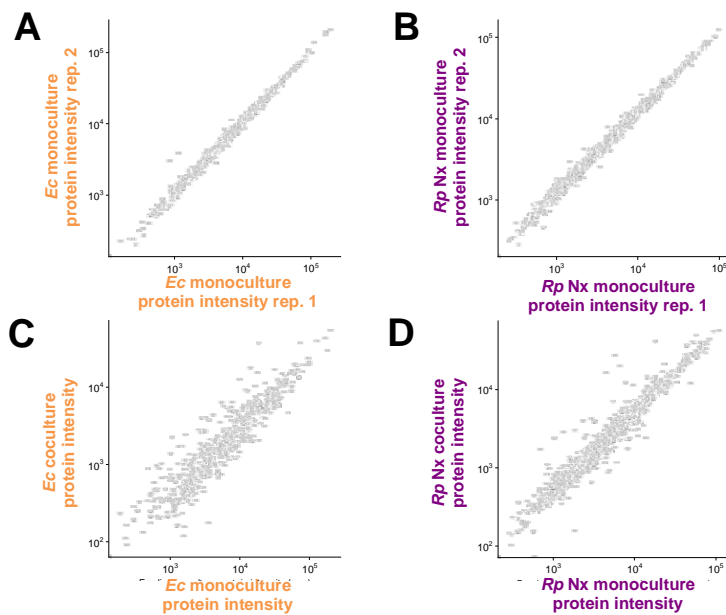 A
Ec monoculture
protein intensity rep. 2
10⁵
10⁴
10³
10³
10⁴
10⁵
Ec monoculture
protein intensity rep. 1
B
Rp Nx monoculture
protein intensity rep. 2
10⁵
10⁴
10³
10³
10⁴
10⁵
Rp Nx monoculture
protein intensity rep. 1
C
Ec coculture
protein intensity
10⁴
10³
10²
10³
10⁴
10⁵
Ec monoculture
protein intensity
D
Rp Nx coculture
protein intensity
10⁴
10³
10²
10³
10⁴
10⁵
Rp Nx monoculture
protein intensity